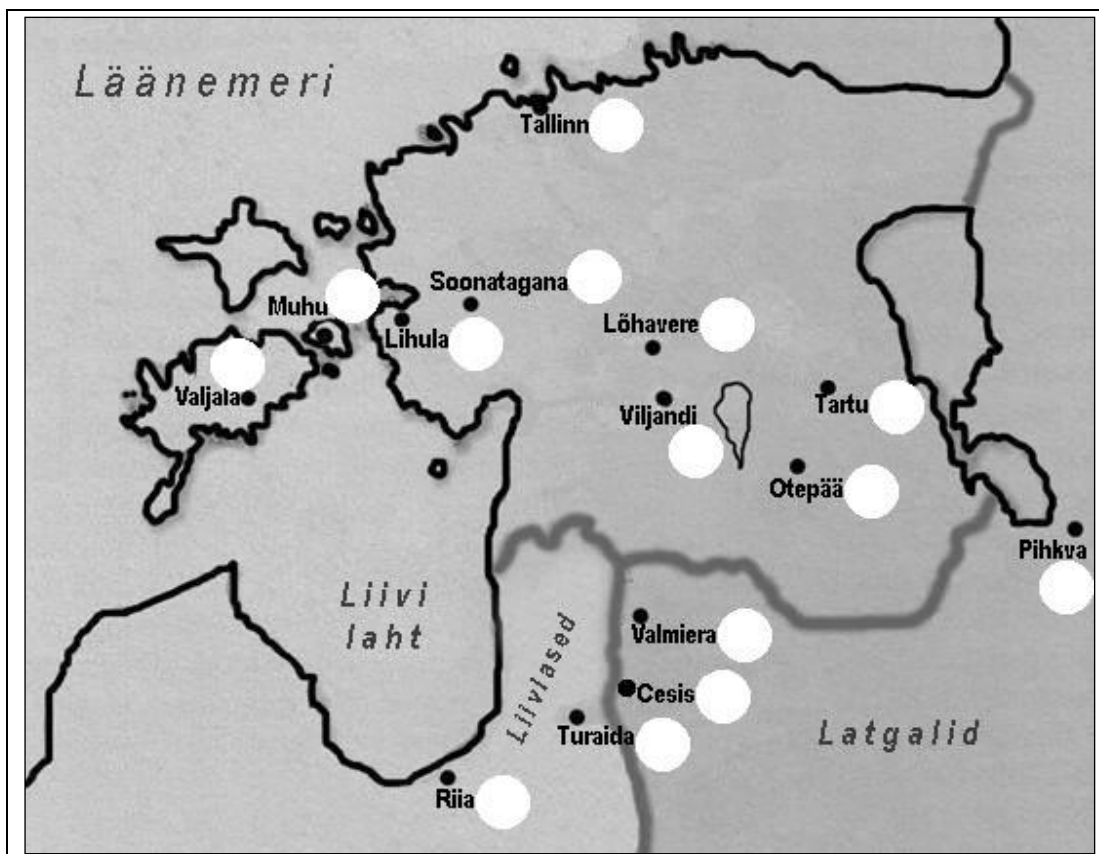 Läänemeri
Tallinn
Soonatagana
Muhu
Lihula
Lõhavere
Valjala
Viljandi
Tartu
Otepää
Pihkva
Liivi
laht
Liivlased
Valmiera
Cesis
Turaida
Latgalid
Riia